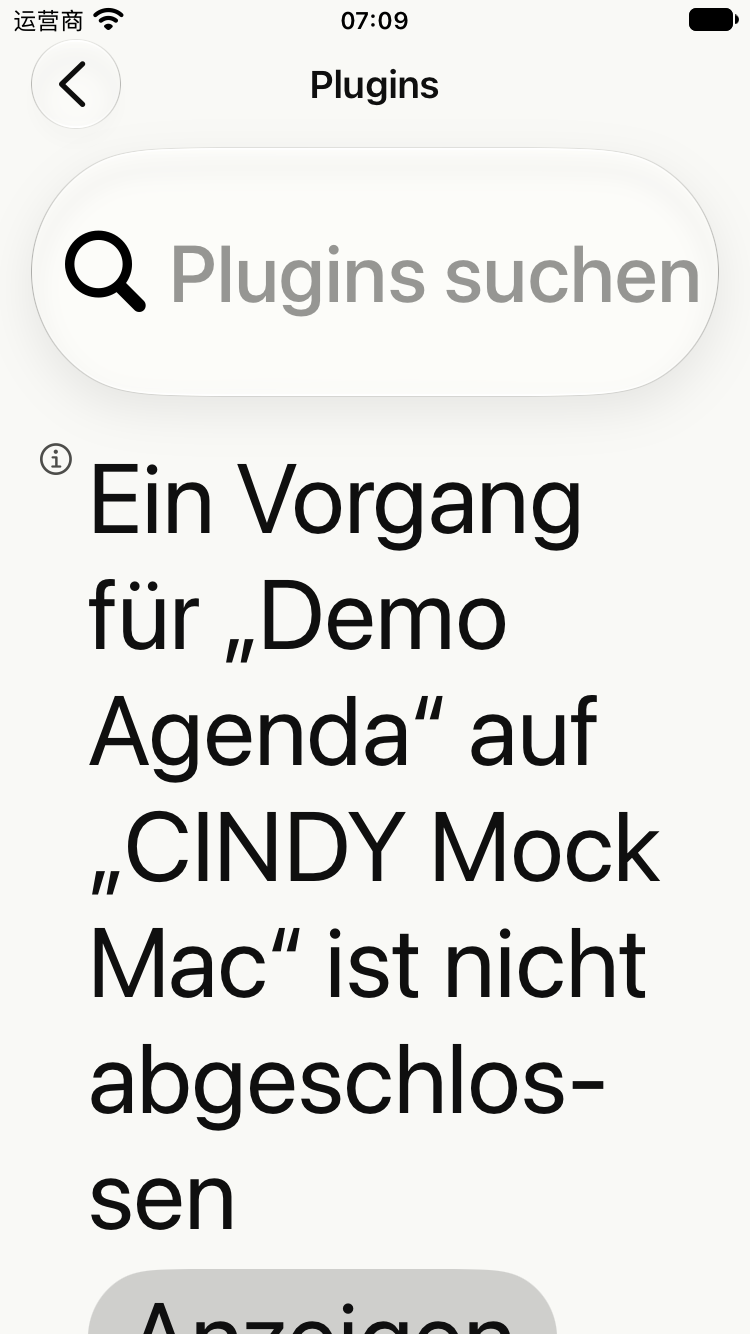 运营商
07:09
Plugins
Plugins suchen
Ein Vorgang
für „Demo
Agenda“ auf
„CINDY Mock
Mac“ ist nicht
abgeschlos-
sen
Anzeigen